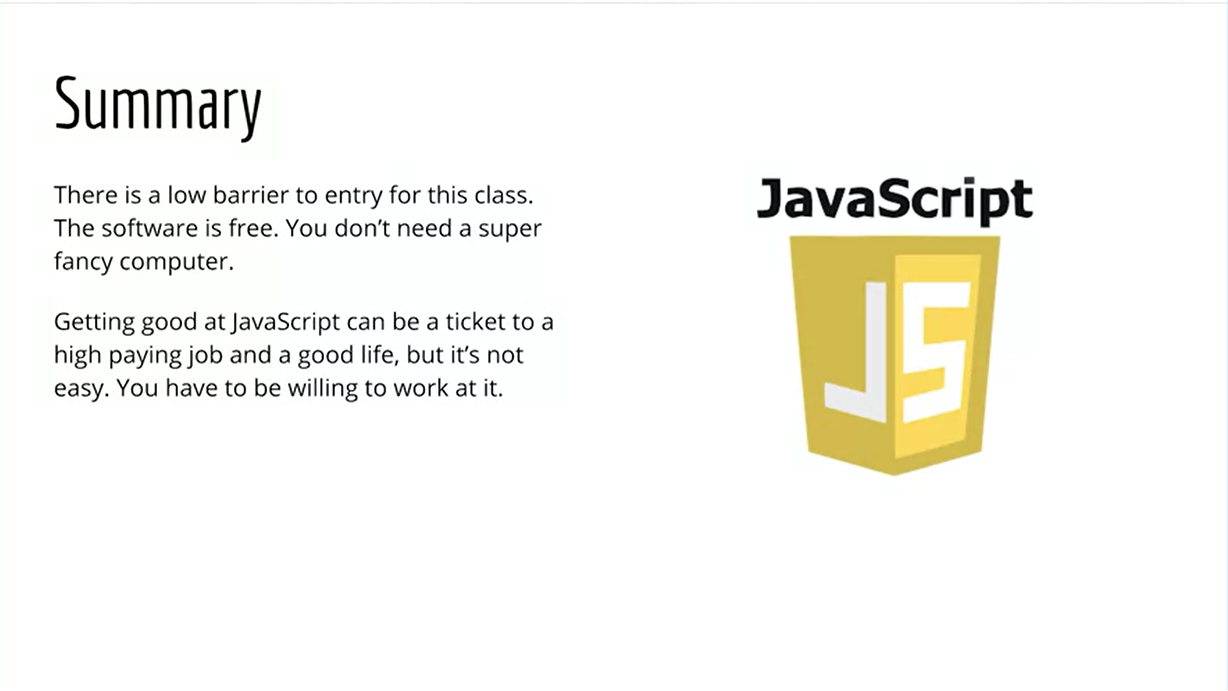 Summary
There is a low barrier to entry for this class.
The software is free. You don’t need a super
fancy computer.
Getting good at JavaScript can be a ticket to a
high paying job and a good life, but it’s not
easy. You have to be willing to work at it.
JavaScript
JS